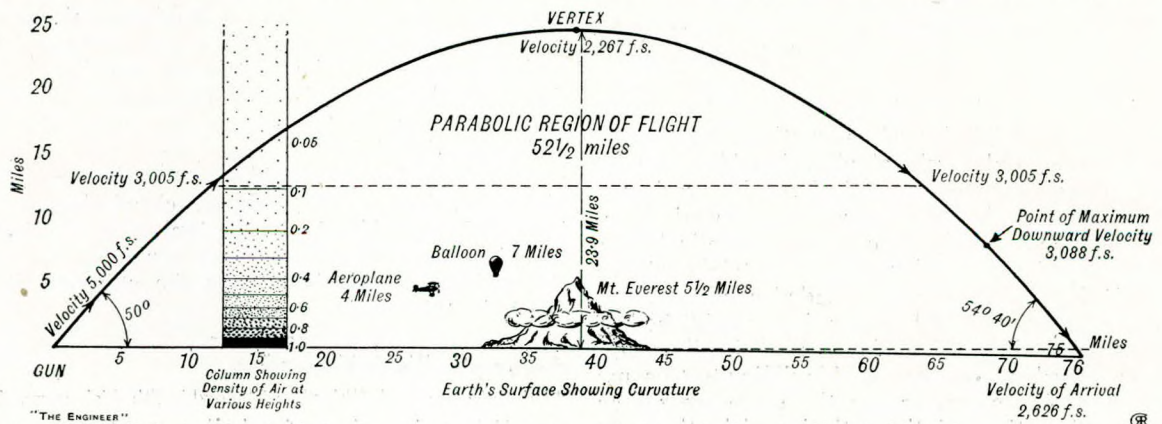 25
20
15
10
5
Miles
VERTEX
Velocity 2,267 f.s.
PARABOLIC REGION OF FLIGHT
52½ miles
0·05
0·1
0·2
0·4
0·6
0·8
1·0
Velocity 3,005 f.s.
Velocity 3,005 f.s.
Velocity 5,000 f.s.
50°
23·9 Miles
Balloon 7 Miles
Aeroplane
4 Miles
Mt. Everest 5½ Miles
Point of Maximum
Downward Velocity
3,088 f.s.
54° 40'
75
Miles
GUN
5 10 15 20 25 30 35 40 45 50 55 60 65 70 76
Column Showing
Density of Air at
Various Heights
Earth's Surface Showing Curvature
Velocity of Arrival
2,626 f.s.
"THE ENGINEER"